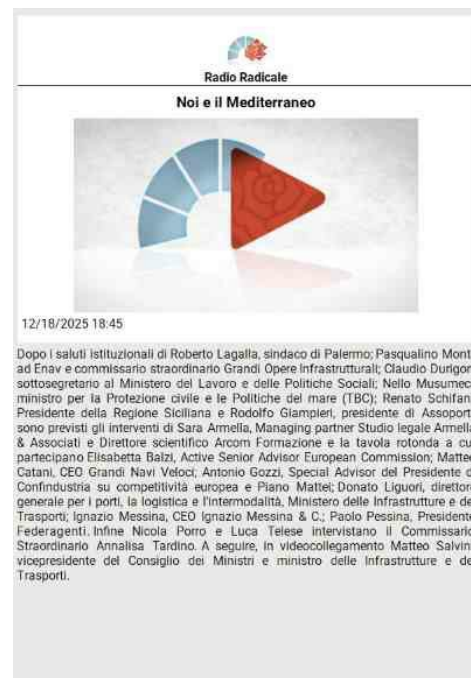 Radio Radicale
Noi e il Mediterraneo
12/18/2025 18:45
Dopo i saluti istituzionali di Roberto Lagalla, sindaco di Palermo; Pasqualino Mont
ad Enav e commissario straordinario Grandi Opere Infrastrutturali; Claudio Durigon
sottosegretario al Ministero del Lavoro e delle Politiche Sociali; Nello Musumec
ministro per la Protezione civile e le Politiche del mare (TBC); Renato Schifan
Presidente della Regione Siciliana e Rodolfo Giampieri, presidente di Assoport
sono previsti gli interventi di Sara Armella, Managing partner Studio legale Armella
& Associati e Direttore scientifico Arcom Formazione e la tavola rotonda a cu
partecipano Elisabetta Balzi, Active Senior Advisor European Commission; Matteo
Catani, CEO Grandi Navi Veloci; Antonio Gozzi, Special Advisor del Presidente d
Confindustria su competitività europea e Piano Mattei; Donato Liguori, direttore
generale per i porti, la logistica e l'intermodalità, Ministero delle Infrastrutture e de
Trasporti; Ignazio Messina, CEO Ignazio Messina & C.; Paolo Pessina, Presidente
Federagenti. Infine Nicola Porro e Luca Telese intervistano il Commissario
Straordinario Annalisa Tardino. A seguire, in videocollegamento Matteo Salvin
vicepresidente del Consiglio dei Ministri e ministro delle Infrastrutture e de
Trasporti.